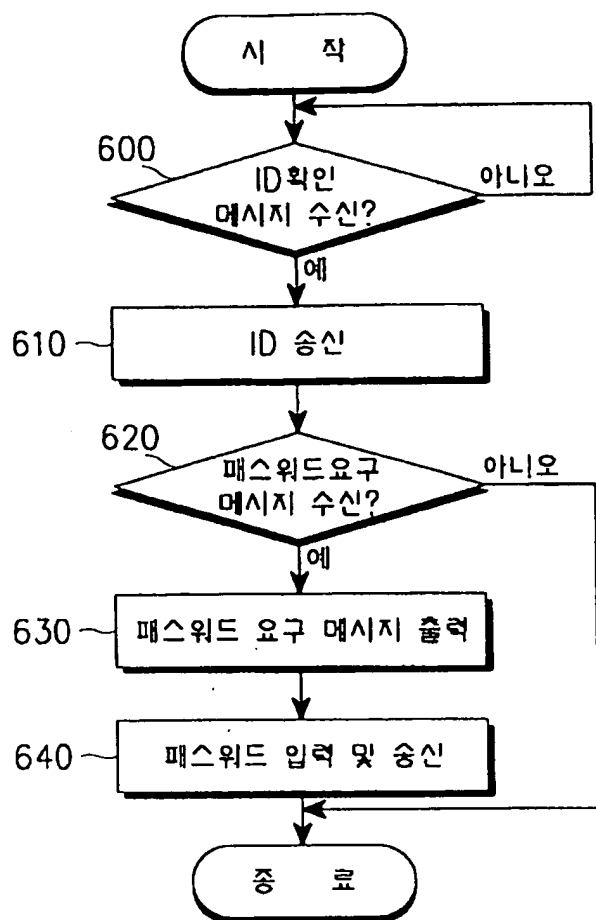 시 작
600
ID확인
메시지 수신?
아니오
예
610
ID 송신
620
패스워드요구
메시지 수신?
아니오
예
630
패스워드 요구 메시지 출력
640
패스워드 입력 및 송신
종 료